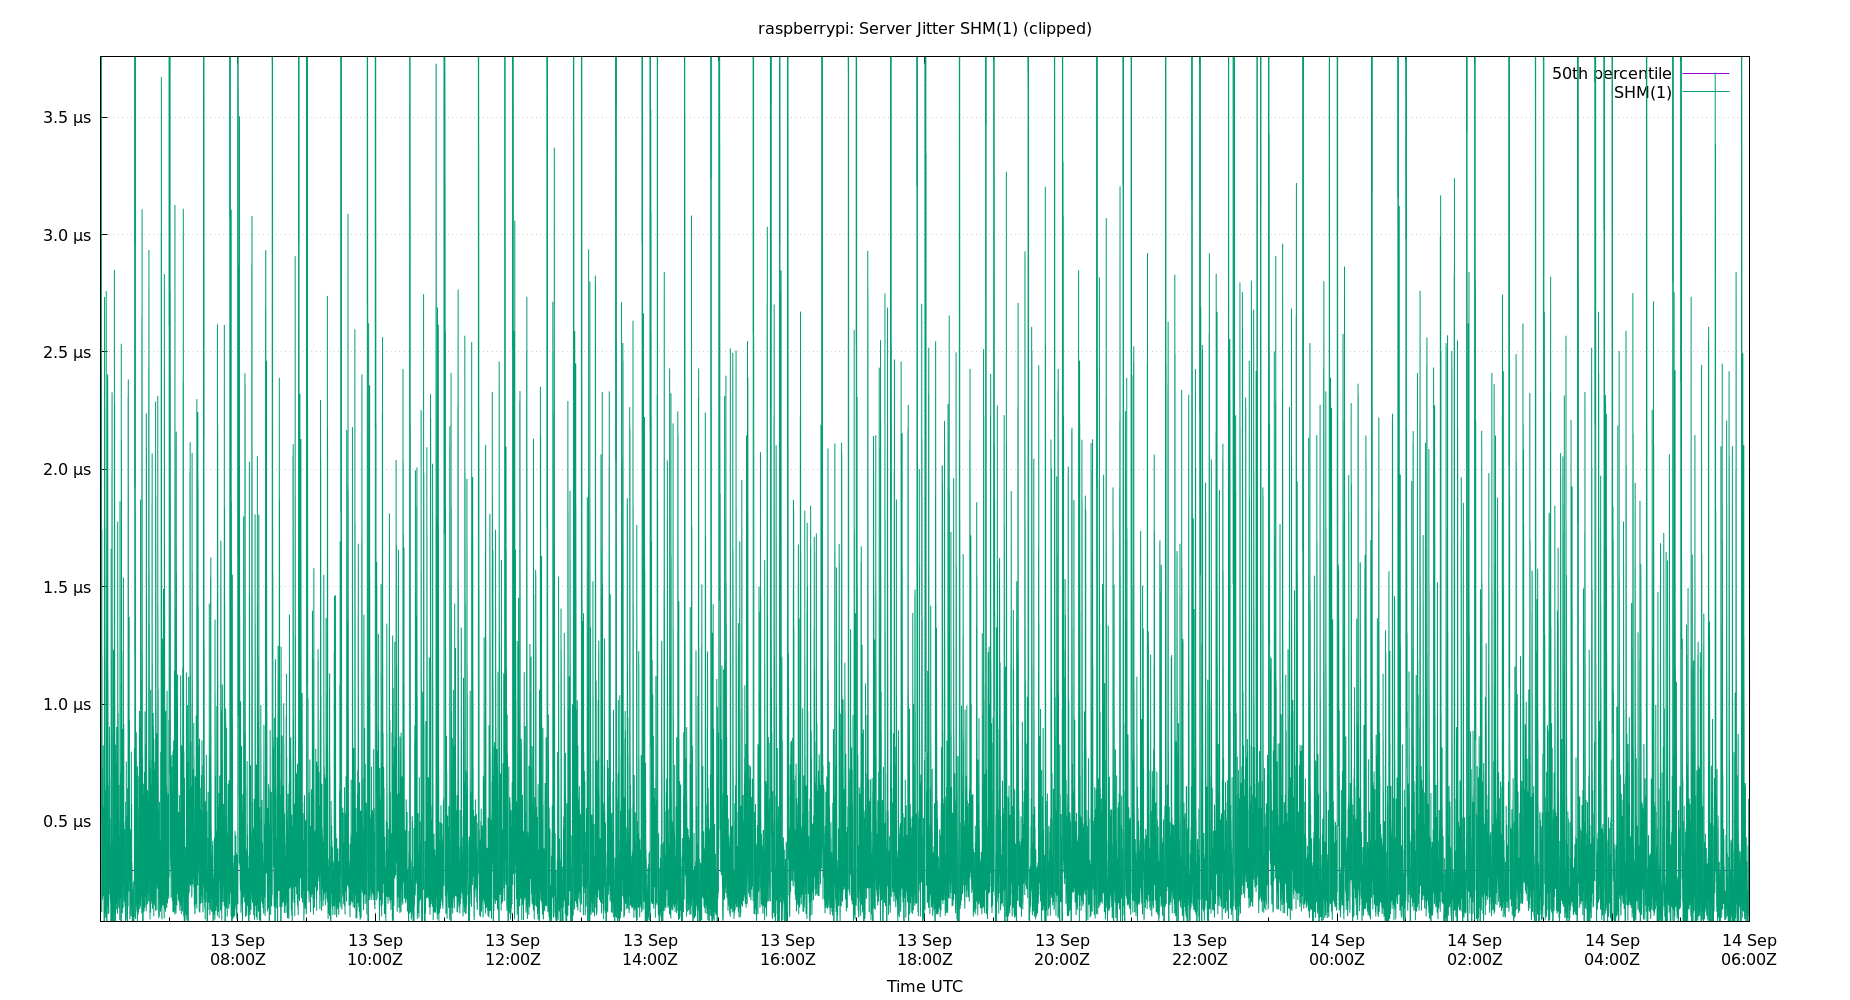 raspberrypi: Server Jitter SHM(1) (clipped)
50th percentile
SHM(1)
3.5 µs
3.0 µs
2.5 µs
2.0 µs
1.5 µs
1.0 µs
0.5 µs
13 Sep 13 Sep 13 Sep 13 Sep 13 Sep 13 Sep 13 Sep 13 Sep 14 Sep 14 Sep 14 Sep 14 Sep
08:00Z 10:00Z 12:00Z 14:00Z 16:00Z 18:00Z 20:00Z 22:00Z 00:00Z 02:00Z 04:00Z 06:00Z
Time UTC